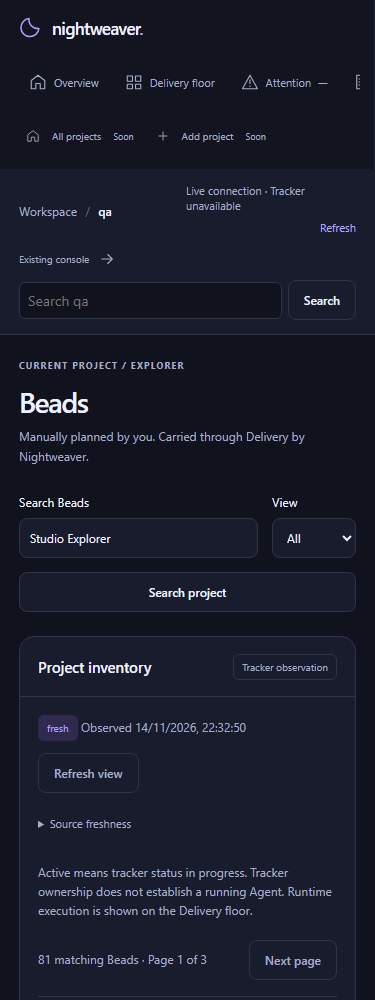 nightweaver.
Overview Delivery floor Attention —
All projects Soon Add project Soon
Workspace / qa
Live connection · Tracker
unavailable
Refresh
Existing console
Search qa Search
CURRENT PROJECT / EXPLORER
Beads
Manually planned by you. Carried through Delivery by
Nightweaver.
Search Beads View
Studio Explorer All
Search project
Project inventory Tracker observation
fresh Observed 14/11/2026, 22:32:50
Refresh view
Source freshness
Active means tracker status in progress. Tracker
ownership does not establish a running Agent. Runtime
execution is shown on the Delivery floor.
81 matching Beads · Page 1 of 3 Next page